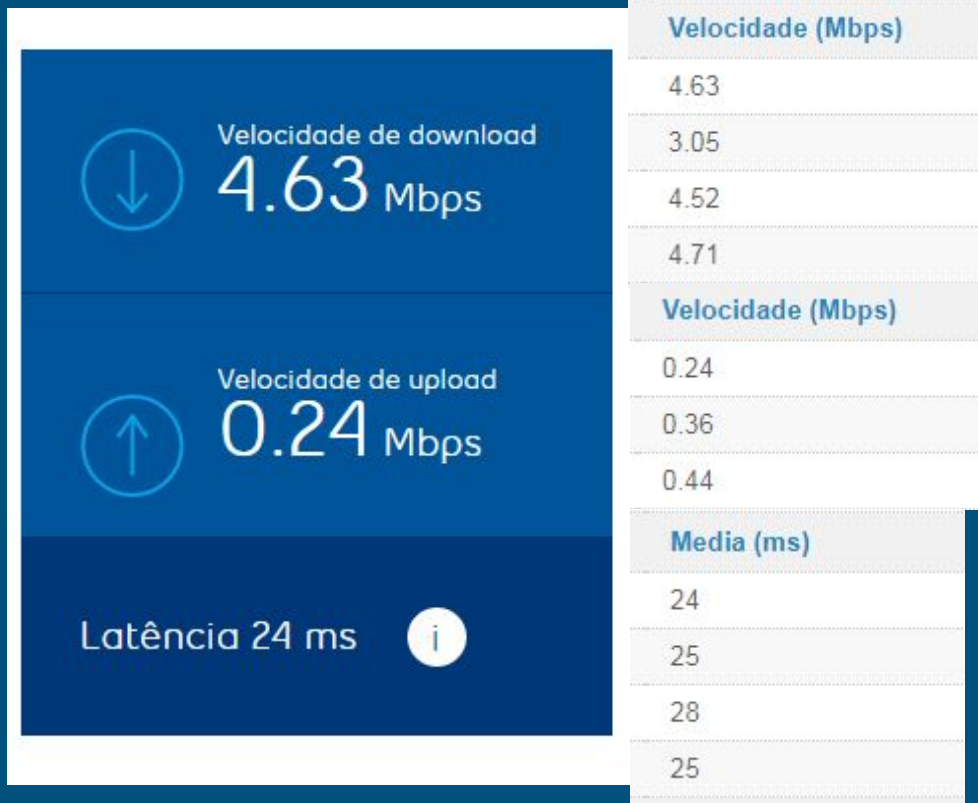 Velocidade de download
4.63 Mbps
Velocidade de upload
0.24 Mbps
Latência 24 ms
i
Velocidade (Mbps)
4.63
3.05
4.52
4.71
Velocidade (Mbps)
0.24
0.36
0.44
Media (ms)
24
25
28
25